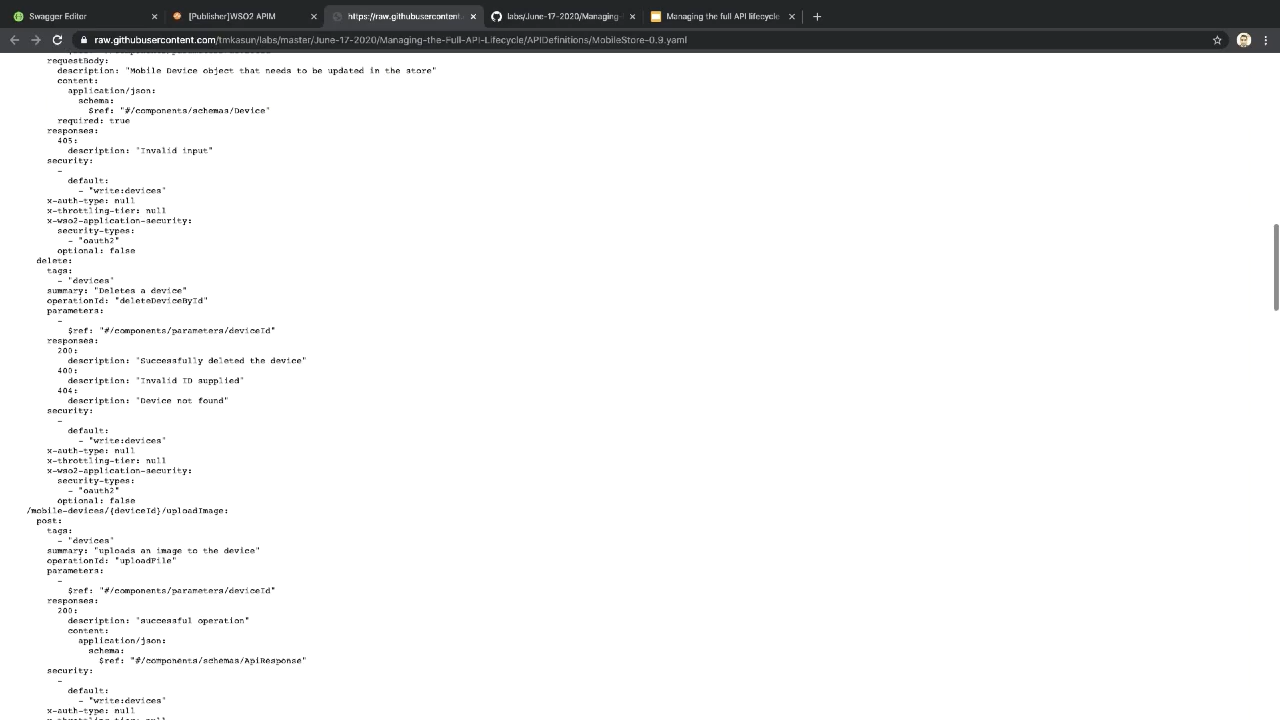 Swagger Editor
[Publisher]WSO2 APIM
https://raw.githubusercontent.
labs/June-17-2020/Managing-
Managing the full API lifecycle
raw.githubusercontent.com/tmkasun/labs/master/June-17-2020/Managing-the-Full-API-Lifecycle/APIDefinitions/MobileStore-0.9.yaml
requestBody:
description: "Mobile Device object that needs to be updated in the store"
content:
application/json:
schema:
$ref: "#/components/schemas/Device"
required: true
responses:
405:
description: "Invalid input"
security:
-
default:
- "write:devices"
x-auth-type: null
x-throttling-tier: null
x-wso2-application-security:
security-types:
- "oauth2"
optional: false
delete:
tags:
- "devices"
summary: "Deletes a device"
operationId: "deleteDeviceById"
parameters:
-
$ref: "#/components/parameters/deviceId"
responses:
200:
description: "Successfully deleted the device"
400:
description: "Invalid ID supplied"
404:
description: "Device not found"
security:
-
default:
- "write:devices"
x-auth-type: null
x-throttling-tier: null
x-wso2-application-security:
security-types:
- "oauth2"
optional: false
/mobile-devices/{deviceId}/uploadImage:
post:
tags:
- "devices"
summary: "uploads an image to the device"
operationId: "uploadFile"
parameters:
-
$ref: "#/components/parameters/deviceId"
responses:
200:
description: "successful operation"
content:
application/json:
schema:
$ref: "#/components/schemas/ApiResponse"
security:
-
default:
- "write:devices"
x-auth-type: null